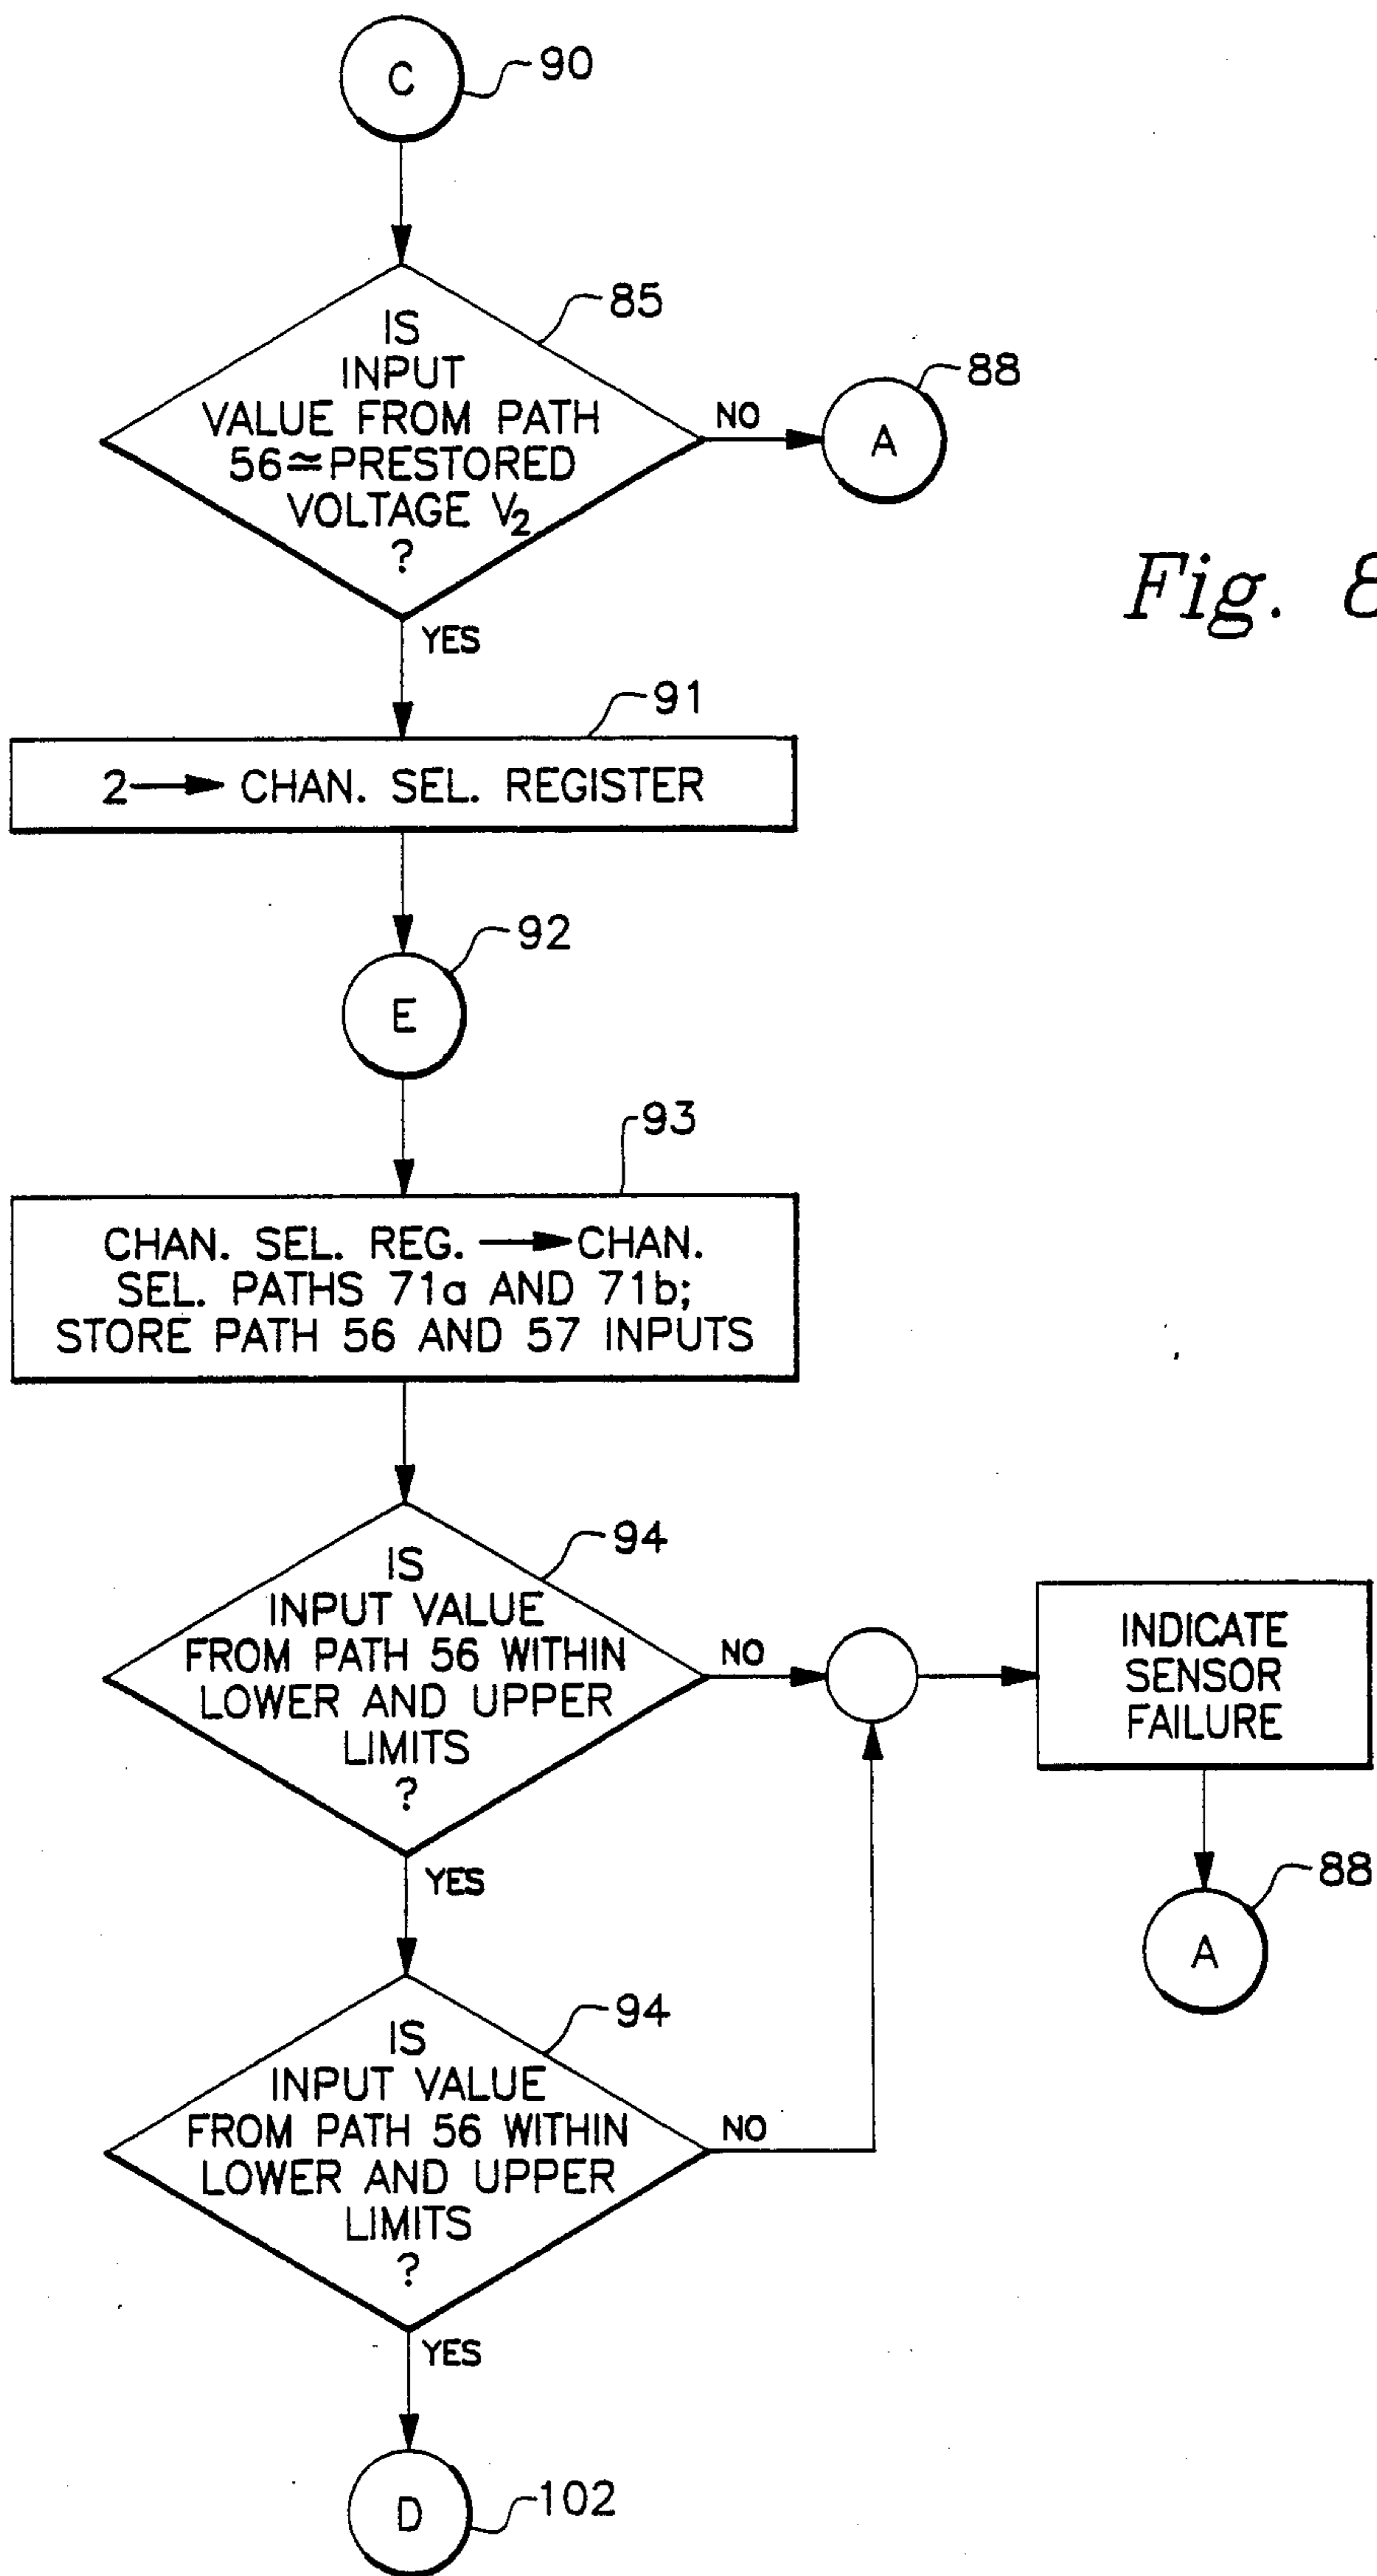 C
90
85
IS
INPUT
VALUE FROM PATH
56≃PRESTORED
VOLTAGE V₂
?
NO
A
88
YES
Fig. 8
91
2→ CHAN. SEL. REGISTER
92
E
93
CHAN. SEL. REG. →CHAN.
SEL. PATHS 71a AND 71b;
STORE PATH 56 AND 57 INPUTS
94
IS
INPUT VALUE
FROM PATH 56 WITHIN
LOWER AND UPPER
LIMITS
?
NO
YES
INDICATE
SENSOR
FAILURE
88
A
94
IS
INPUT VALUE
FROM PATH 56 WITHIN
LOWER AND UPPER
LIMITS
?
NO
YES
D
102